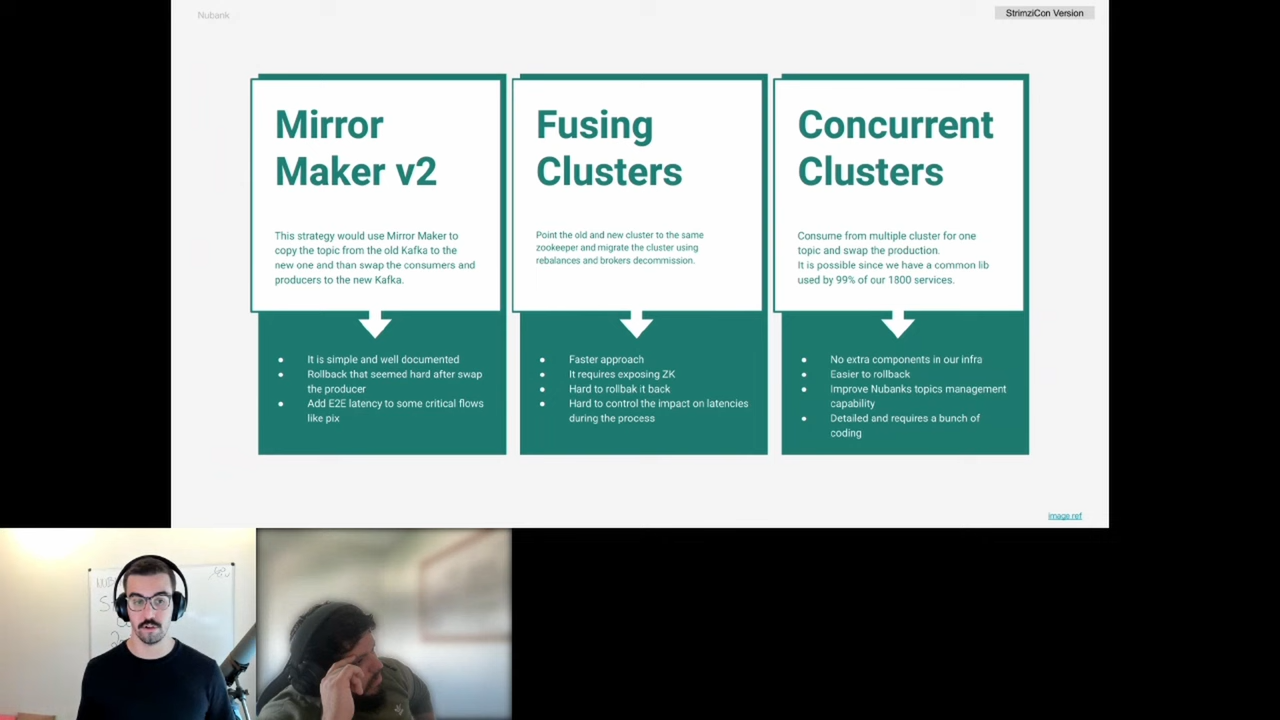 Nubank
StrimziCon Version
Mirror
Maker v2
This strategy would use Mirror Maker to
copy the topic from the old Kafka to the
new one and than swap the consumers and
producers to the new Kafka.
It is simple and well documented
Rollback that seemed hard after swap
the producer
Add E2E latency to some critical flows
like pix
Fusing
Clusters
Point the old and new cluster to the same
zookeeper and migrate the cluster using
rebalances and brokers decommission.
Faster approach
It requires exposing ZK
Hard to rollbak it back
Hard to control the impact on latencies
during the process
Concurrent
Clusters
Consume from multiple cluster for one
topic and swap the production.
It is possible since we have a common lib
used by 99% of our 1800 services.
No extra components in our infra
Easier to rollback
Improve Nubanks topics management
capability
Detailed and requires a bunch of
coding
image ref